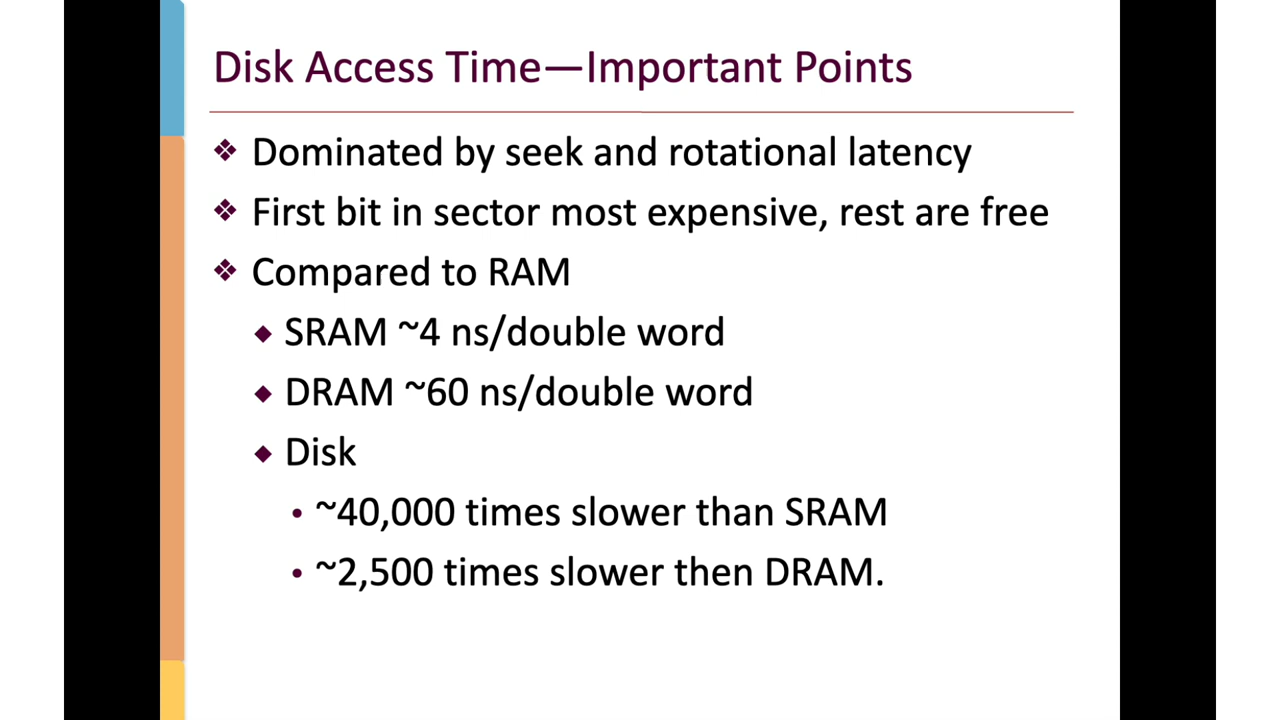 Disk Access Time—Important Points
❖ Dominated by seek and rotational latency
❖ First bit in sector most expensive, rest are free
❖ Compared to RAM
◆ SRAM ~4 ns/double word
◆ DRAM ~60 ns/double word
◆ Disk
• ~40,000 times slower than SRAM
• ~2,500 times slower then DRAM.